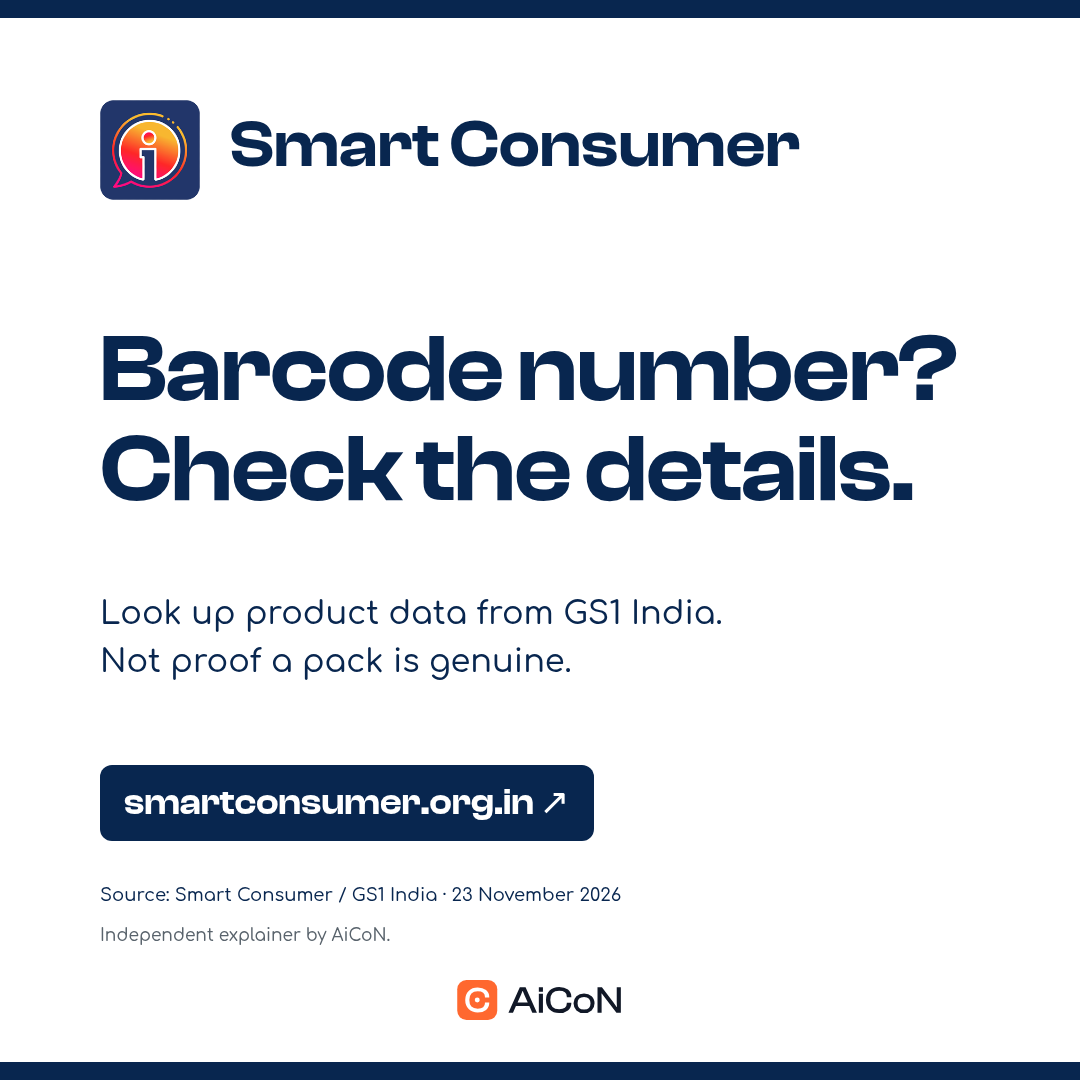 Smart Consumer
Barcode number?
Check the details.
Look up product data from GS1 India.
Not proof a pack is genuine.
smartconsumer.org.in ↗
Source: Smart Consumer / GS1 India · 23 November 2026
Independent explainer by AiCoN.
AiCoN